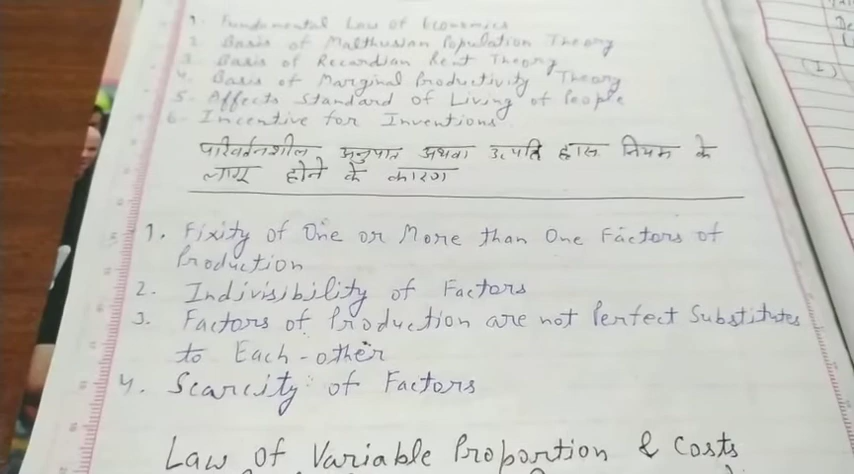 1. Fundamental Law of Economics
2. Basis of Malthusian Population Theory
3. Basis of Recardian Rent Theory
4. Basis of Marginal Productivity Theory
5. Affects Standard of Living of People
6. Incentive for Inventions
परिवर्तनशील अनुपात अथवा उत्पति ह्रास नियम के
लागू होने के कारण
1. Fixity of One or More than One Factors of
Production
2. Indivisibility of Factors
3. Factors of Production are not Perfect Substitutes
to Each-other
4. Scarcity of Factors
Law of Variable Proportion & Costs